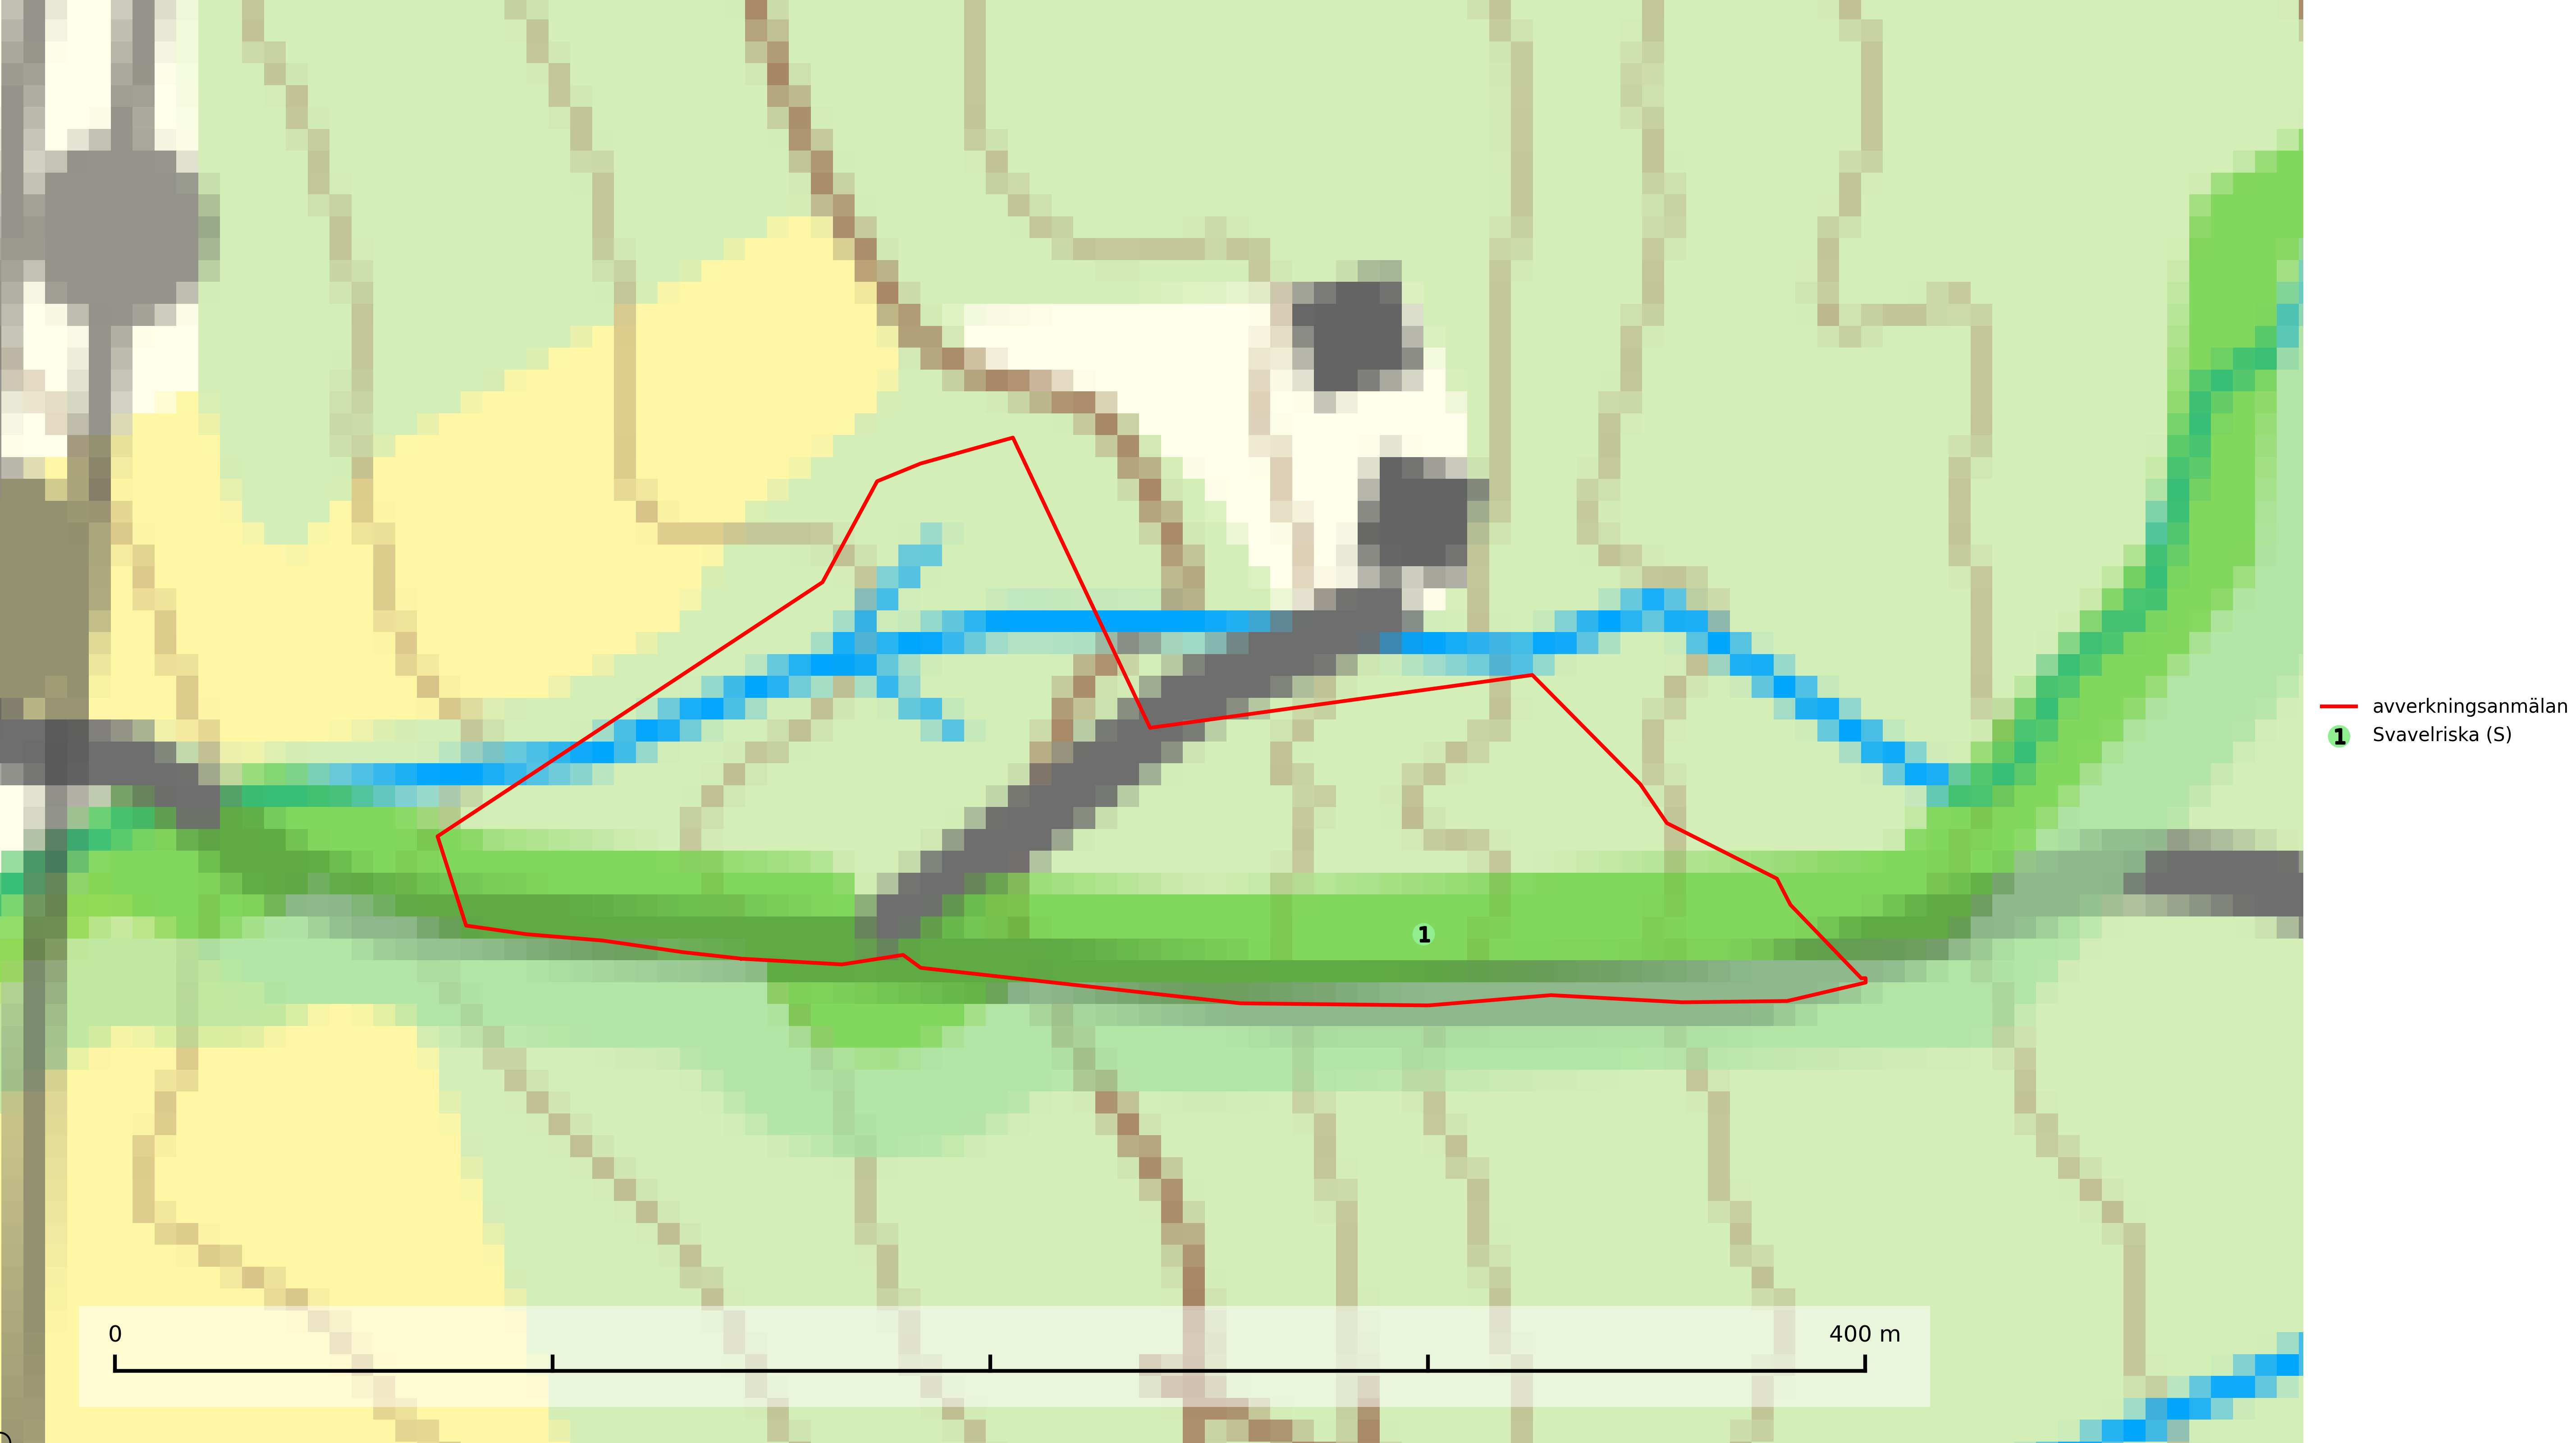 avverkningsanmälan
1 Svavelriska (S)
1
0 400 m